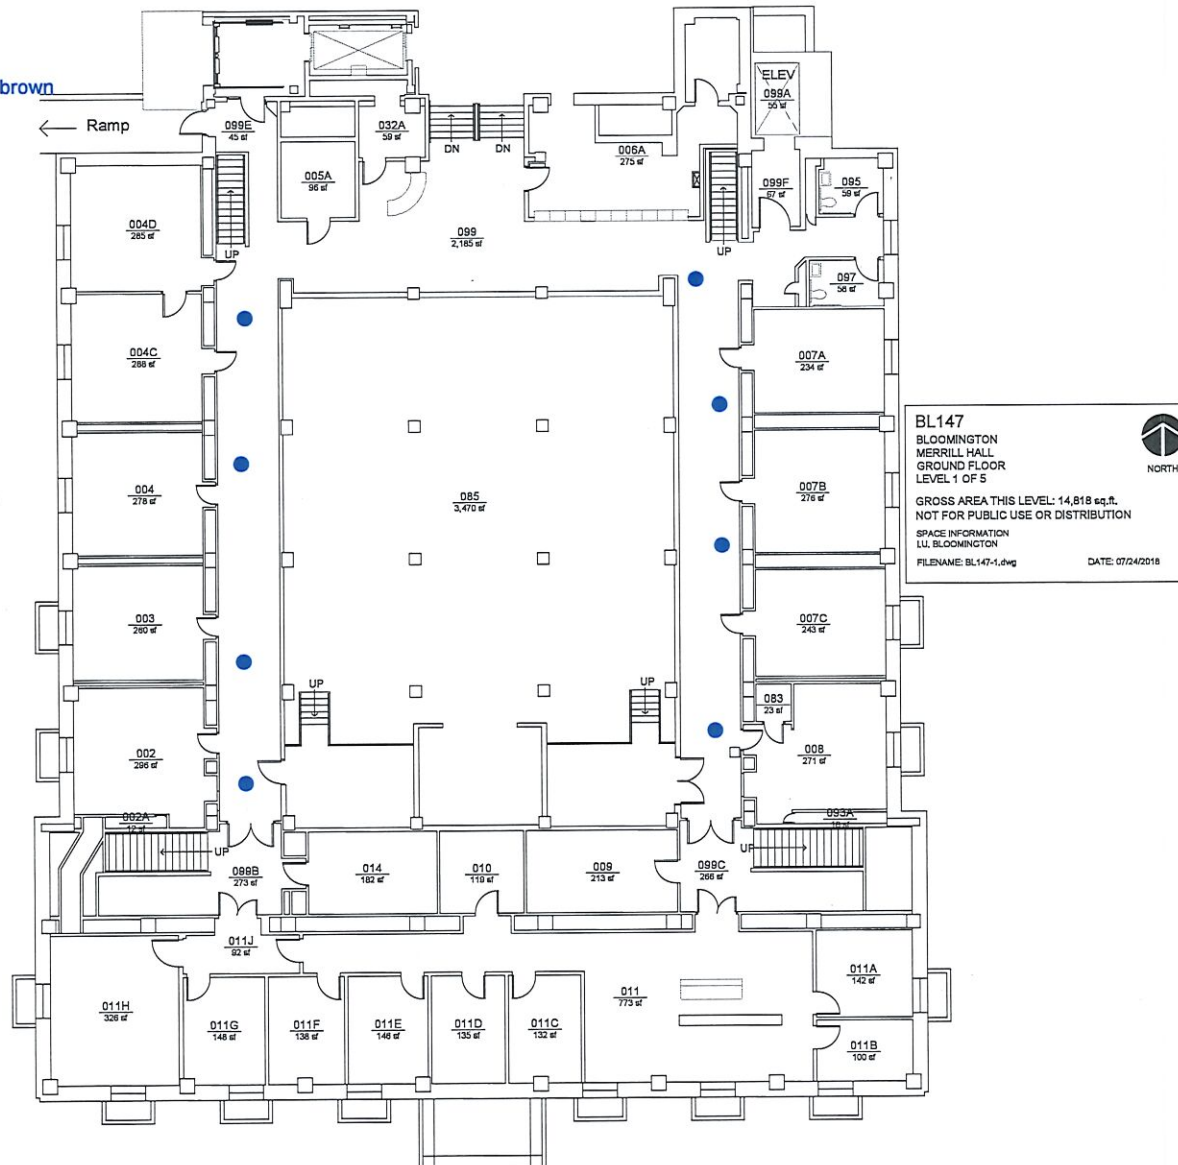 brown
Ramp
099E
45 sf
032A
59 sf
DN
DN
ELEV
099A
55 sf
006A
275 sf
005A
96 sf
099F
67 sf
095
59 sf
004D
285 sf
UP
099
2,185 sf
UP
097
56 sf
004C
288 sf
007A
234 sf
BL147
BLOOMINGTON
MERRILL HALL
GROUND FLOOR
LEVEL 1 OF 5
NORTH
GROSS AREA THIS LEVEL: 14,818 sq.ft.
NOT FOR PUBLIC USE OR DISTRIBUTION
SPACE INFORMATION
I.U. BLOOMINGTON
FILENAME: BL147-1.dwg
DATE: 07/24/2018
004
278 sf
085
3,470 sf
007B
276 sf
003
260 sf
007C
243 sf
UP
UP
083
23 sf
002
296 sf
008
271 sf
002A
12 sf
093A
UP
UP
099B
273 sf
014
182 sf
010
119 sf
009
213 sf
099C
266 sf
011J
92 sf
011A
142 sf
011H
326 sf
011G
148 sf
011F
138 sf
011E
146 sf
011D
135 sf
011C
132 sf
011
773 sf
011B
100 sf